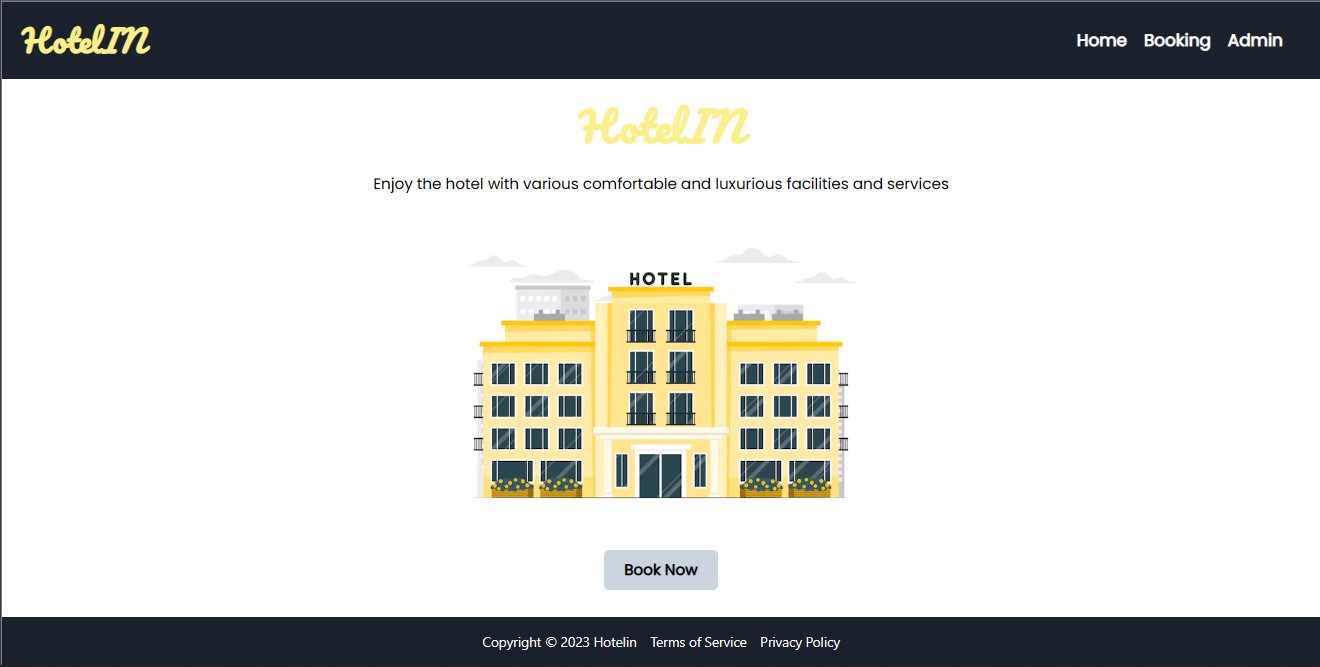 HotelIN
Home Booking Admin
HotelIN
Enjoy the hotel with various comfortable and luxurious facilities and services
HOTEL
Book Now
Copyright © 2023 Hotelin Terms of Service Privacy Policy